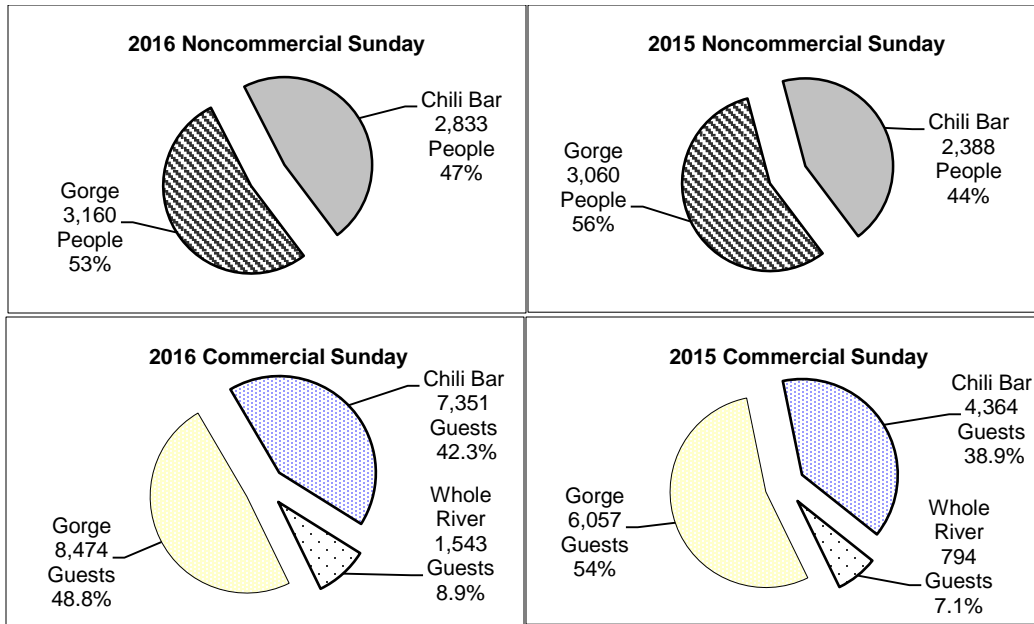 2016 Noncommercial Sunday
Chili Bar
2,833
People
47%
Gorge
3,160
People
53%
2015 Noncommercial Sunday
Chili Bar
2,388
People
44%
Gorge
3,060
People
56%
2016 Commercial Sunday
Chili Bar
7,351
Guests
42.3%
Whole
River
1,543
Guests
8.9%
Gorge
8,474
Guests
48.8%
2015 Commercial Sunday
Chili Bar
4,364
Guests
38.9%
Whole
River
794
Guests
7.1%
Gorge
6,057
Guests
54%